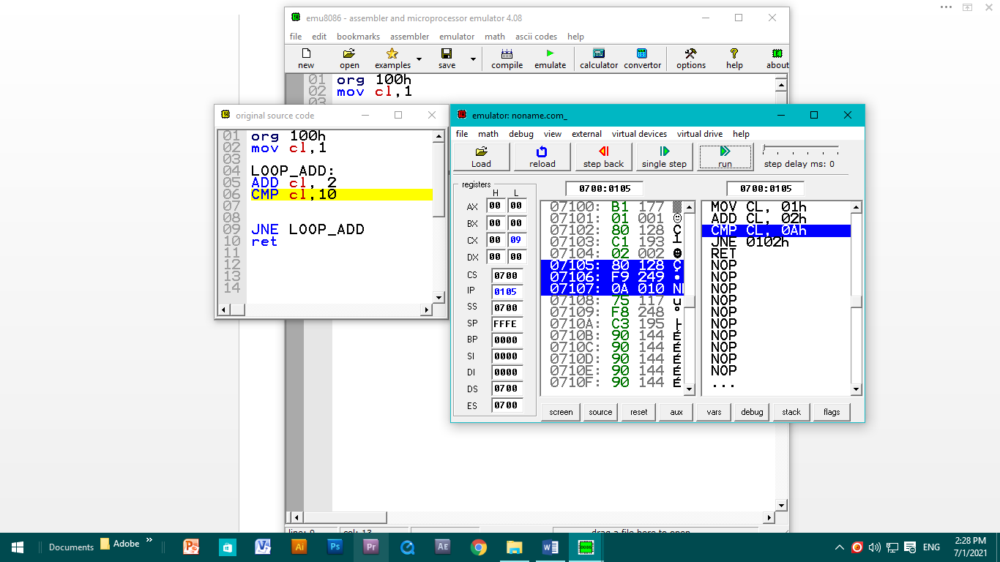 emu8086 - assembler and microprocessor emulator 4.08
file edit bookmarks assembler emulator math ascii codes help
new open examples save compile emulate calculator convertor options help about
01 org 100h
02 mov cl,1
03
original source code
01 org 100h
02 mov cl,1
03
04 LOOP_ADD:
05 ADD cl, 2
06 CMP cl,10
07
08
09 JNE LOOP_ADD
10 ret
11
12
13
14
emulator: noname.com_
file math debug view external virtual devices virtual drive help
Load reload step back single step run step delay ms: 0
registers
H L
AX 00 00
BX 00 00
CX 00 09
DX 00 00
CS 0700
IP 0105
SS 0700
SP FFFE
BP 0000
SI 0000
DI 0000
DS 0700
ES 0700
0700:0105 0700:0105
07100: B1 177
07101: 01 001 ☺
07102: 80 128 Ç
07103: C1 193 ┴
07104: 02 002 ☻
07105: 80 128 Ç
07106: F9 249 ∙
07107: 0A 010 N
07108: 75 117 u
07109: F8 248 °
0710A: C3 195 ├
0710B: 90 144 É
0710C: 90 144 É
0710D: 90 144 É
0710E: 90 144 É
0710F: 90 144 É
MOV CL, 01h
ADD CL, 02h
CMP CL, 0Ah
JNE 0102h
RET
NOP
NOP
NOP
NOP
NOP
NOP
NOP
NOP
NOP
NOP
...
screen source reset aux vars debug stack flags
line: 9 col: 13 drag a file here to open
Documents Adobe » Ai Ps Pr AE 8086 ENG
2:28 PM
7/1/2021